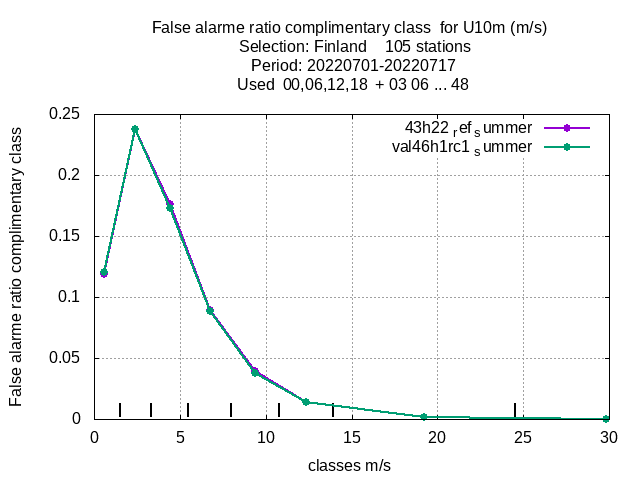 False alarme ratio complimentary class  for U10m (m/s)
Selection: Finland    105 stations
Period: 20220701-20220717
Used  00,06,12,18  + 03 06 ... 48
43h22_ref_summer
val46h1rc1_summer
False alarme ratio complimentary class
0.25
0.2
0.15
0.1
0.05
0
0 5 10 15 20 25 30
classes m/s